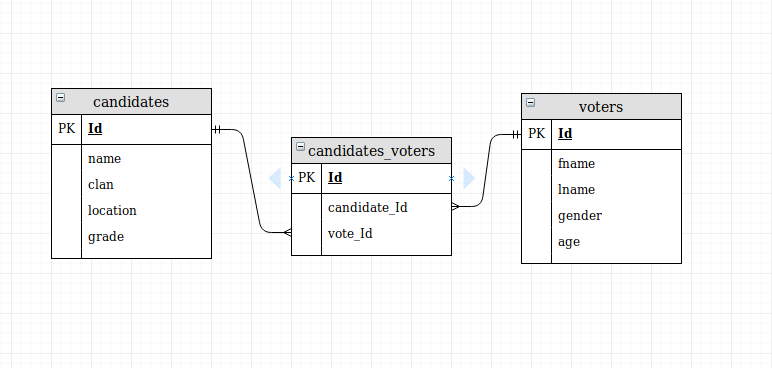 candidates
PK Id
name
clan
location
grade
candidates_voters
PK Id
candidate_Id
vote_Id
voters
PK Id
fname
lname
gender
age